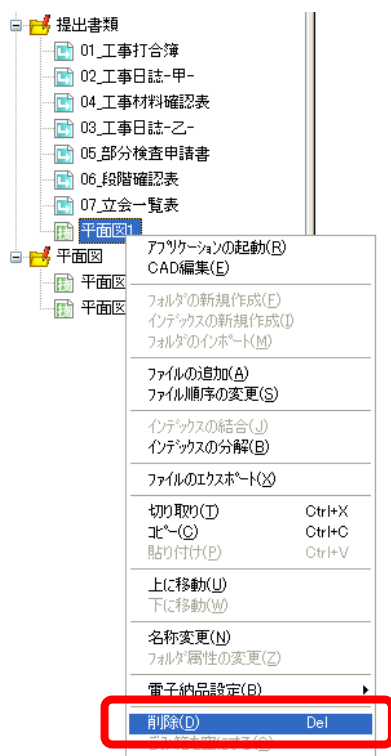 提出書類
01_工事打合簿
02_工事日誌-甲-
04_工事材料確認表
03_工事日誌-乙-
05_部分検査申請書
06_段階確認表
07_立会一覧表
平面図1
平面図
平面図
平面図
アプリケーションの起動(R)
CAD編集(E)
フォルダの新規作成(F)
インデックスの新規作成(I)
フォルダのインポート(M)
ファイルの追加(A)
ファイル順序の変更(S)
インデックスの結合(J)
インデックスの分解(B)
ファイルのエクスポート(X)
切り取り(T) Ctrl+X
コピー(C) Ctrl+C
貼り付け(P) Ctrl+V
上に移動(U)
下に移動(W)
名称変更(N)
フォルダ属性の変更(Z)
電子納品設定(B)
削除(D) Del